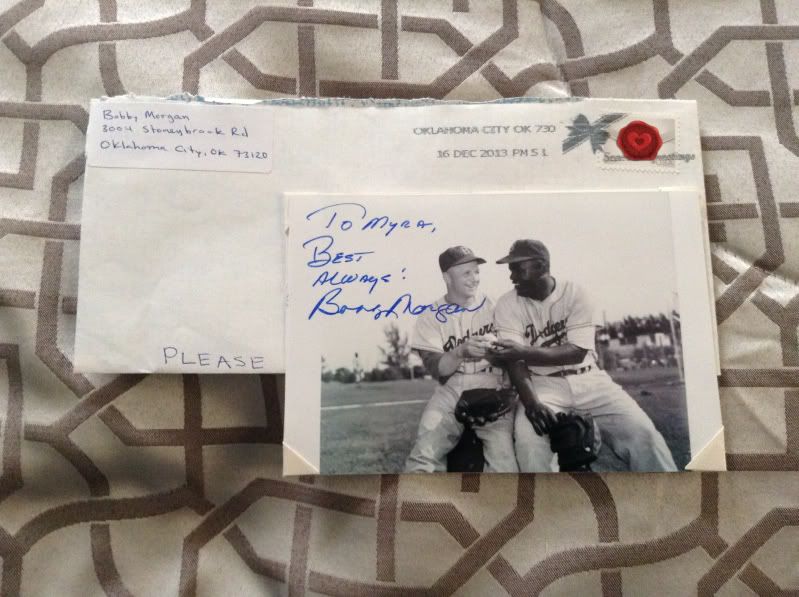 Bobby Morgan
3004 Stoneybrook Rd
Oklahoma City, OK 73120
OKLAHOMA CITY OK 730
16 DEC 2013 PM 5 L
To Myra,
Best
Always!
Bobby Morgan
Dodgers
Dodgers
PLEASE